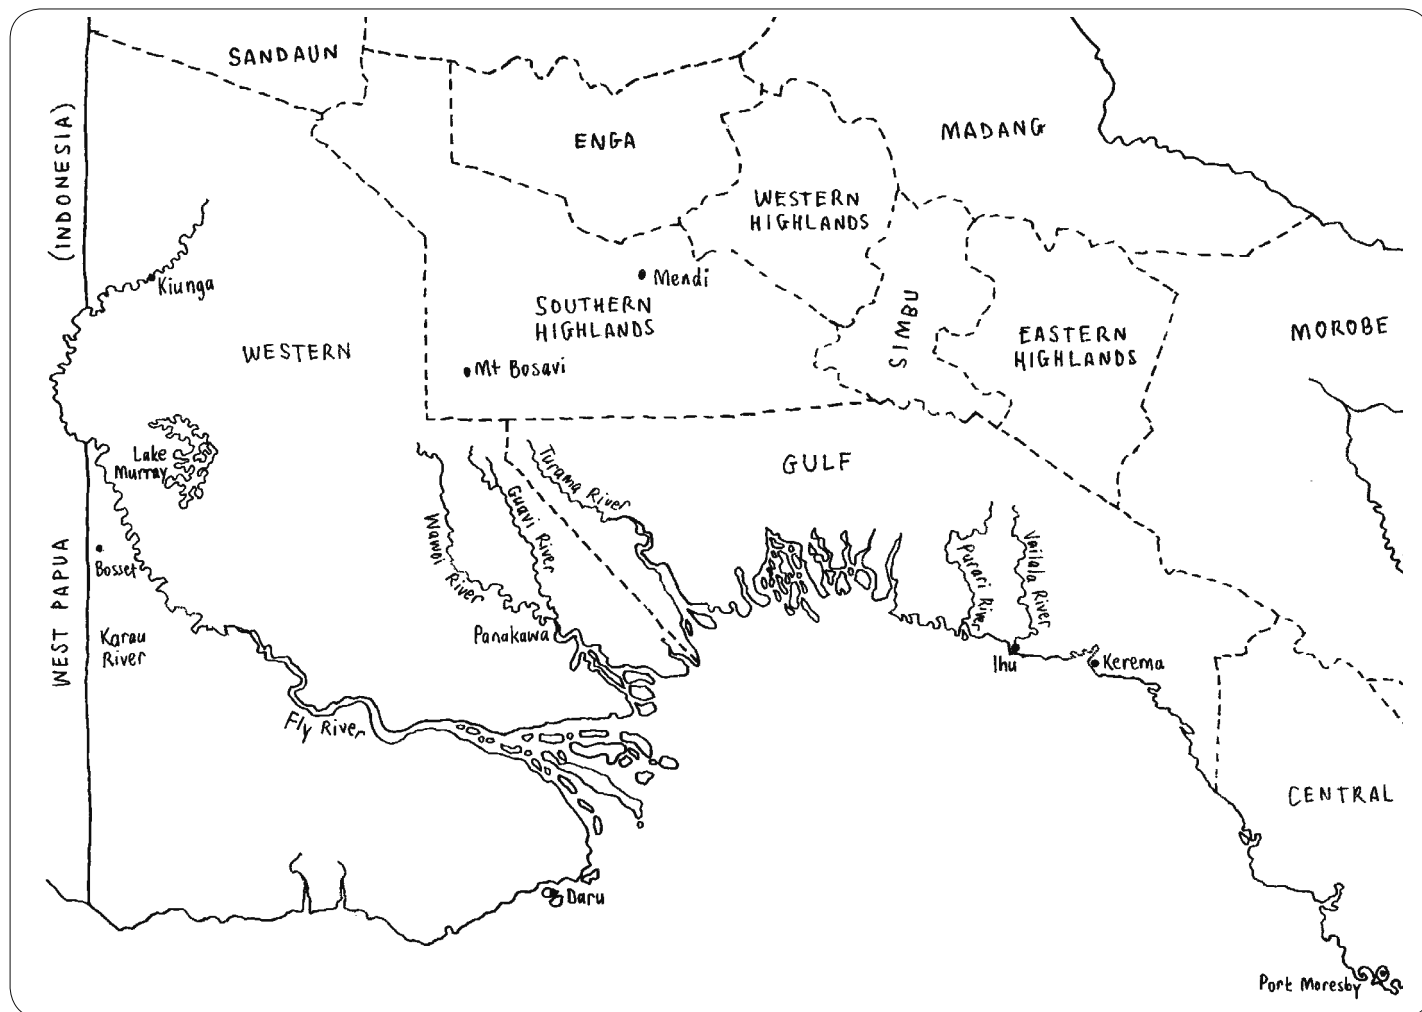 SANDAUN
(INDONESIA)
ENGA
MADANG
WESTERN
HIGHLANDS
Kiunga
Mendi
SOUTHERN
HIGHLANDS
SIMBU
EASTERN
HIGHLANDS
MOROBE
WESTERN
Mt Bosavi
Lake
Murray
GULF
Turama River
Guavi River
Wawoi River
Purari River
Vailala River
WEST PAPUA
Bosset
Karau
River
Panakawa
Ihu
Kerema
Fly River
CENTRAL
Daru
Port Moresby